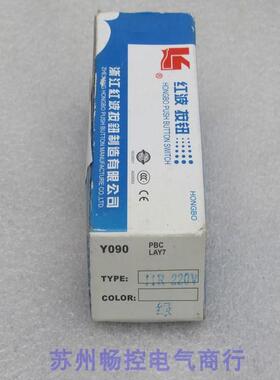 浙江红波按钮制造有限公司
ZHEJIANG HONGBO PUSH BUTTON MANUFACTURE CO., LTD
®
红波 按钮
HONGBO PUSH BUTTON SWITCH
HONGBO
Y090
PBC
LAY7
TYPE:
11R 220V
COLOR:
绿
苏州畅控电气商行